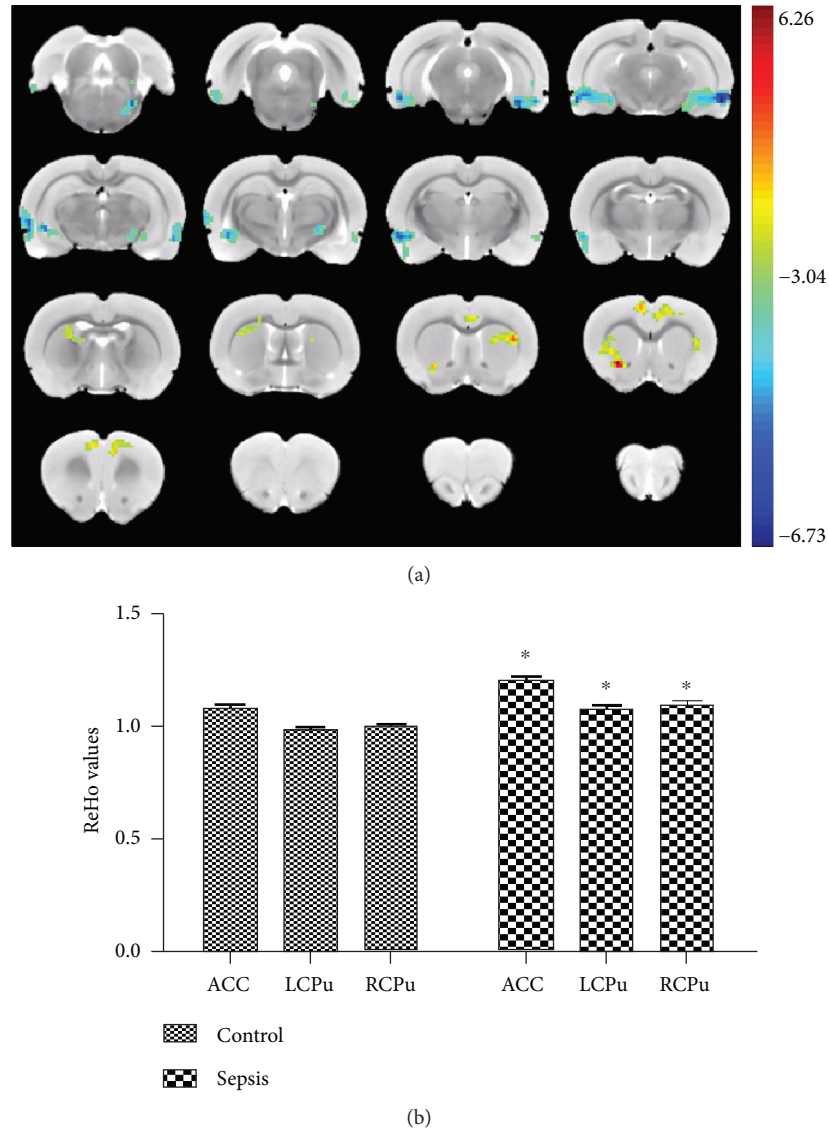 6.26
−3.04
−6.73
(a)
1.5
1.0
0.5
0.0
ReHo values
* * *
ACC LCPu RCPu ACC LCPu RCPu
Control
Sepsis
(b)